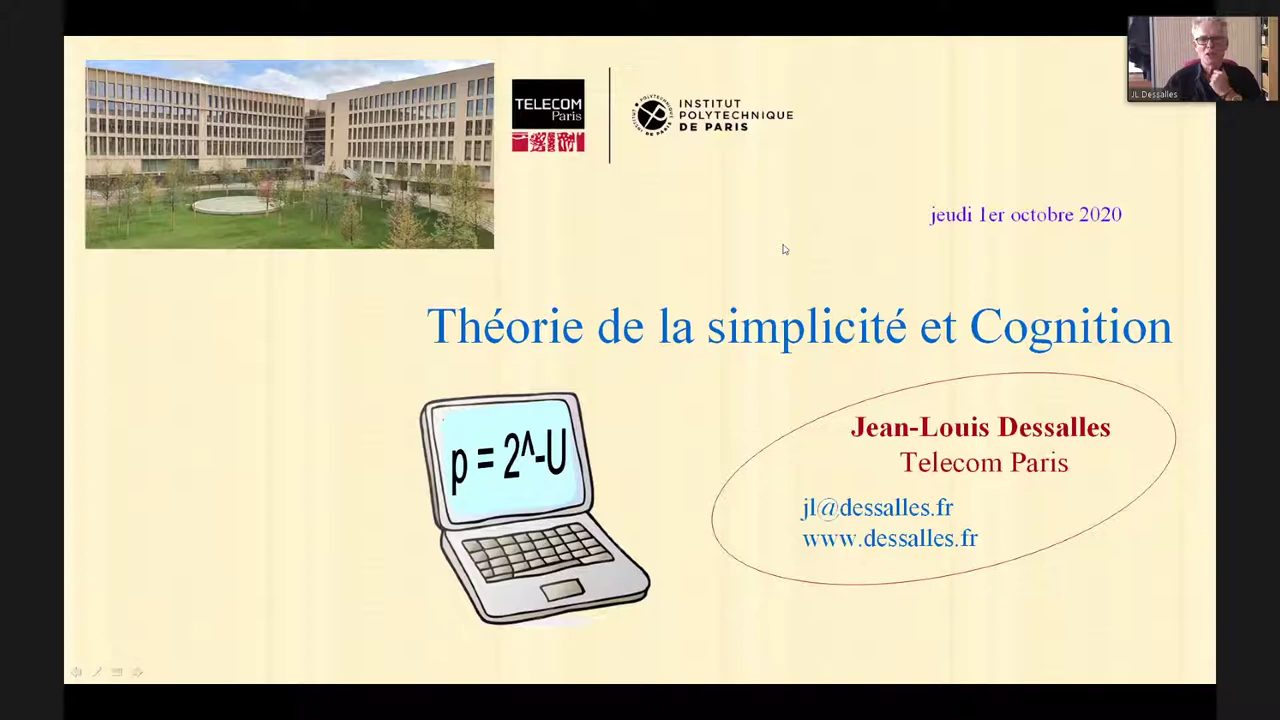 JL Dessalles
TELECOM
Paris
INSTITUT
POLYTECHNIQUE
DE PARIS
jeudi 1er octobre 2020
Théorie de la simplicité et Cognition
p = 2^-U
Jean-Louis Dessalles
Telecom Paris
jl@dessalles.fr
www.dessalles.fr